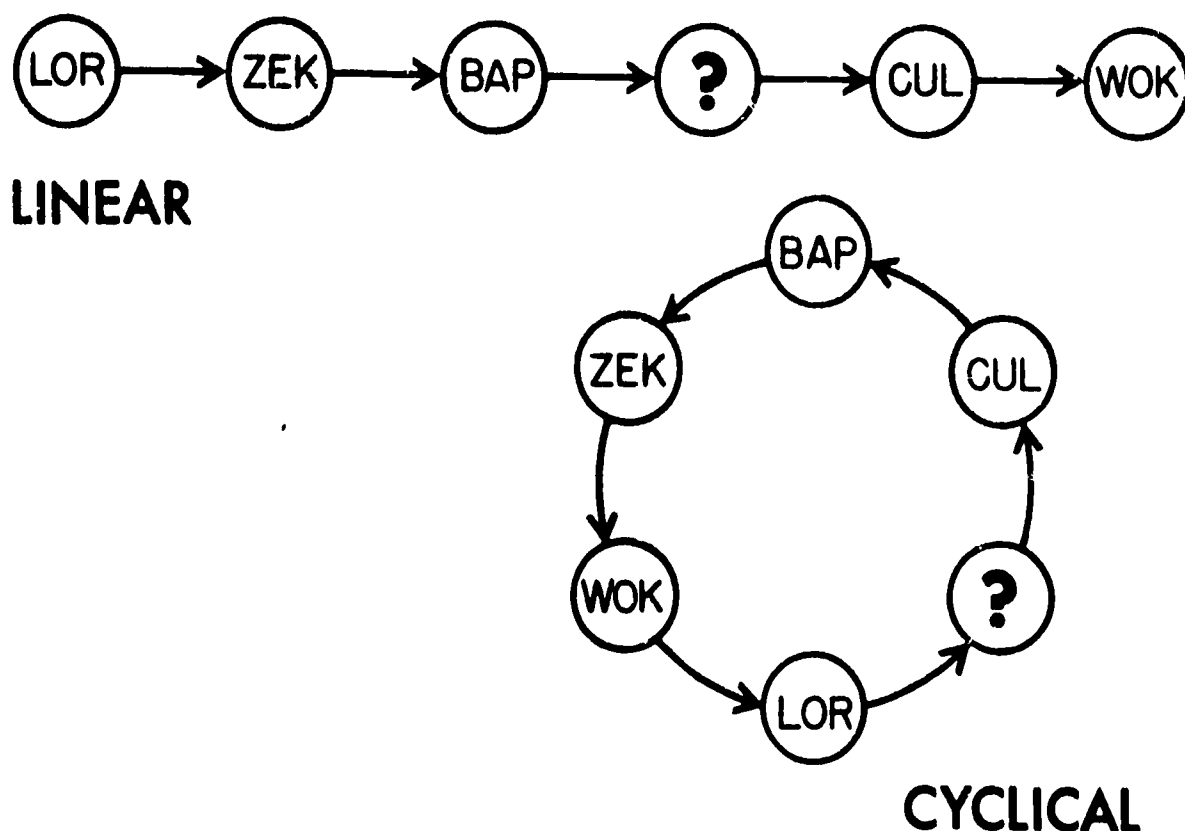 LOR ZEK BAP ? CUL WOK
LINEAR
BAP
ZEK CUL
WOK ?
LOR
CYCLICAL